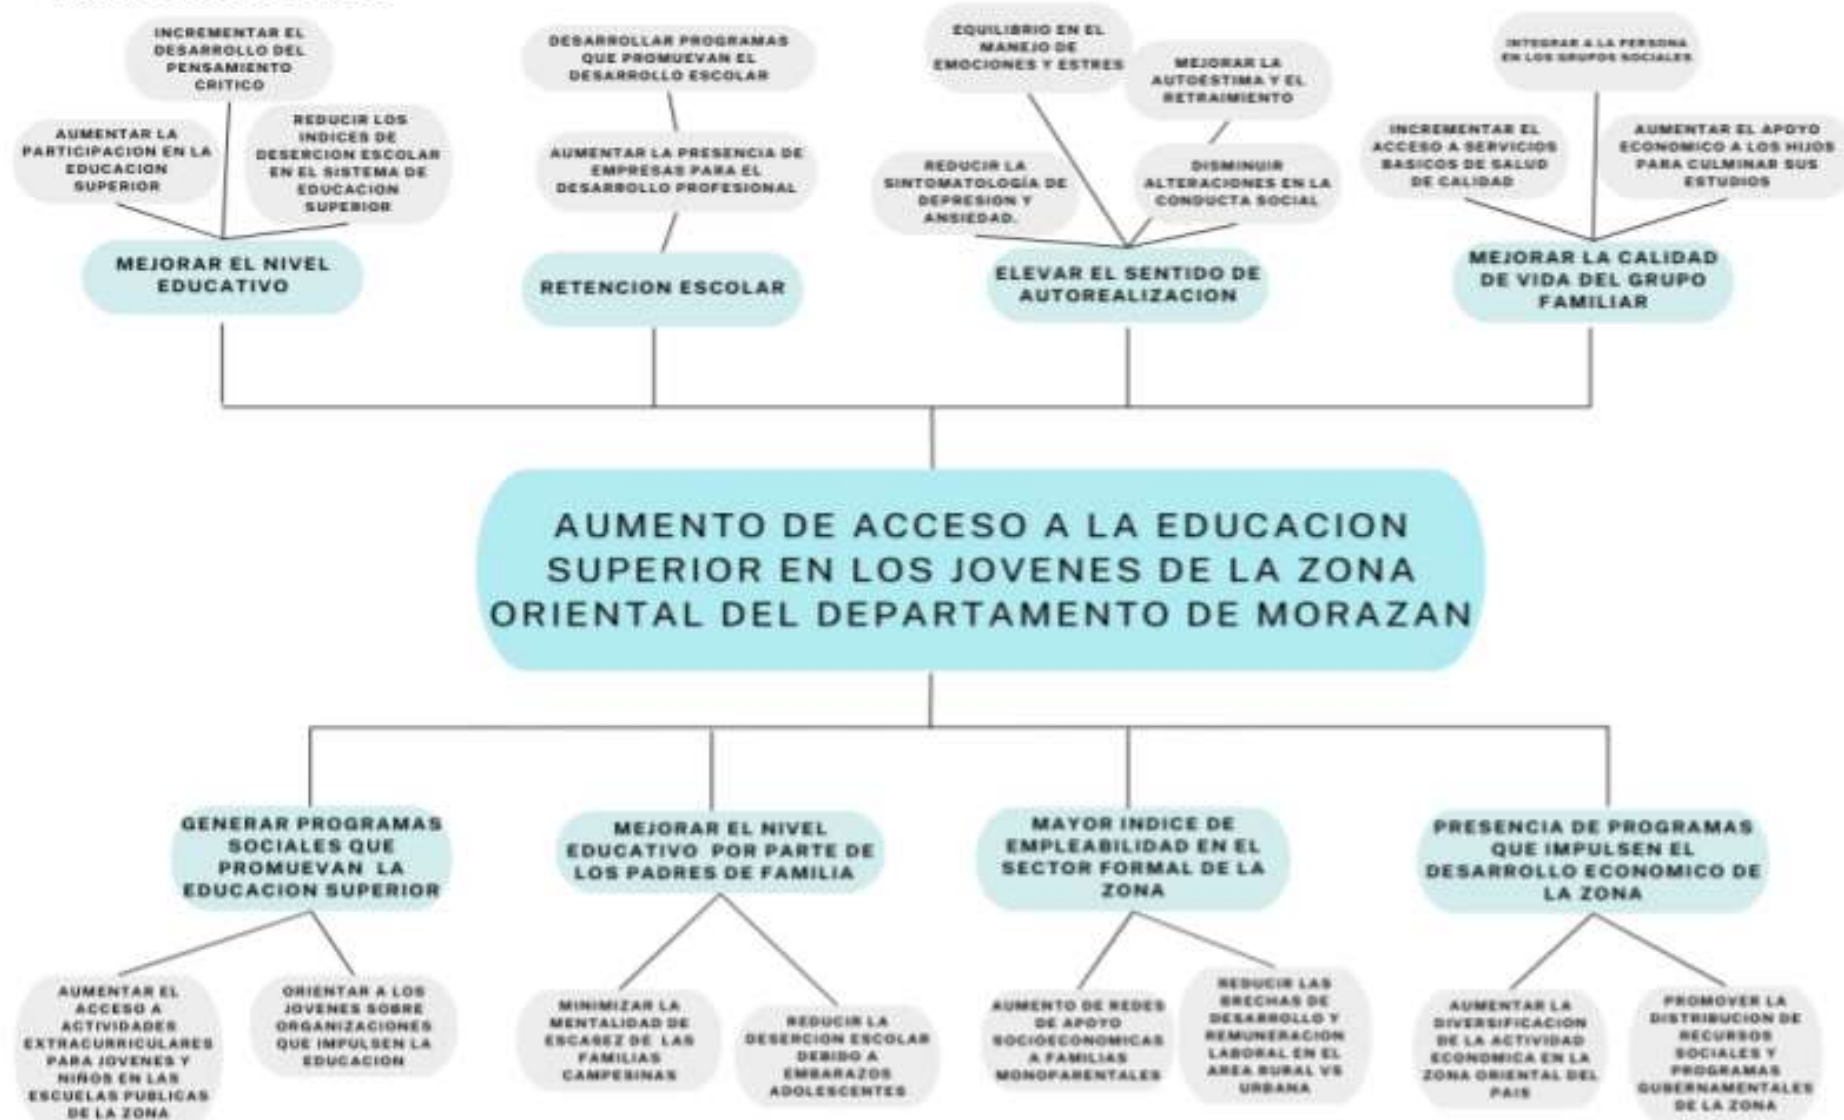 INCREMENTAR EL
DESARROLLO DEL
PENSAMIENTO
CRITICO
AUMENTAR LA
PARTICIPACION EN LA
EDUCACION
SUPERIOR
REDUCIR LOS
INDICES DE
DESERCION ESCOLAR
EN EL SISTEMA DE
EDUCACION
SUPERIOR
MEJORAR EL NIVEL
EDUCATIVO
DESARROLLAR PROGRAMAS
QUE PROMUEVAN EL
DESARROLLO ESCOLAR
AUMENTAR LA PRESENCIA DE
EMPRESAS PARA EL
DESARROLLO PROFESIONAL
RETENCION ESCOLAR
EQUILIBRIO EN EL
MANEJO DE
EMOCIONES Y ESTRES
MEJORAR LA
AUTOESTIMA Y EL
RETRAIMIENTO
REDUCIR LA
SINTOMATOLOGÍA DE
DEPRESION Y
ANSIEDAD.
DISMINUIR
ALTERACIONES EN LA
CONDUCTA SOCIAL
ELEVAR EL SENTIDO DE
AUTOREALIZACION
INTEGRAR A LA PERSONA
EN LOS GRUPOS SOCIALES
INCREMENTAR EL
ACCESO A SERVICIOS
BASICOS DE SALUD
DE CALIDAD
AUMENTAR EL APOYO
ECONOMICO A LOS HIJOS
PARA CULMINAR SUS
ESTUDIOS
MEJORAR LA CALIDAD
DE VIDA DEL GRUPO
FAMILIAR
AUMENTO DE ACCESO A LA EDUCACION
SUPERIOR EN LOS JOVENES DE LA ZONA
ORIENTAL DEL DEPARTAMENTO DE MORAZAN
GENERAR PROGRAMAS
SOCIALES QUE
PROMUEVAN LA
EDUCACION SUPERIOR
AUMENTAR EL
ACCESO A
ACTIVIDADES
EXTRACURRICULARES
PARA JOVENES Y
NIÑOS EN LAS
ESCUELAS PUBLICAS
DE LA ZONA
ORIENTAR A LOS
JOVENES SOBRE
ORGANIZACIONES
QUE IMPULSEN LA
EDUCACION
MEJORAR EL NIVEL
EDUCATIVO POR PARTE DE
LOS PADRES DE FAMILIA
MINIMIZAR LA
MENTALIDAD DE
ESCASEZ DE LAS
FAMILIAS
CAMPESINAS
REDUCIR LA
DESERCION ESCOLAR
DEBIDO A
EMBARAZOS
ADOLESCENTES
MAYOR INDICE DE
EMPLEABILIDAD EN EL
SECTOR FORMAL DE LA
ZONA
AUMENTO DE REDES
DE APOYO
SOCIOECONOMICAS
A FAMILIAS
MONOPARENTALES
REDUCIR LAS
BRECHAS DE
DESARROLLO Y
REMUNERACION
LABORAL EN EL
AREA RURAL VS
URBANA
PRESENCIA DE PROGRAMAS
QUE IMPULSEN EL
DESARROLLO ECONOMICO DE
LA ZONA
AUMENTAR LA
DIVERSIFICACION
DE LA ACTIVIDAD
ECONOMICA EN LA
ZONA ORIENTAL DEL
PAIS
PROMOVER LA
DISTRIBUCION DE
RECURSOS
SOCIALES Y
PROGRAMAS
GUBERNAMENTALES
DE LA ZONA